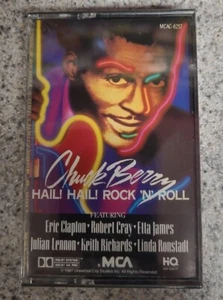 MCAC-6217
Chuck Berry
HAIL! HAIL! ROCK 'N' ROLL
FEATURING
Eric Clapton • Robert Cray • Etta James
Julian Lennon • Keith Richards • Linda Ronstadt
MCA
HQ